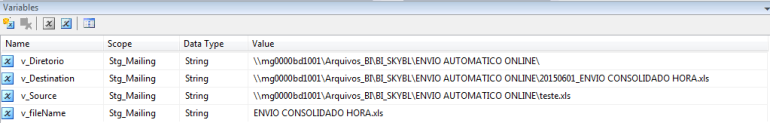 Variables
Name Scope Data Type Value
v_Diretorio Stg_Mailing String \\mg0000bd1001\Arquivos_BI\BI_SKYBL\ENVIO AUTOMATICO ONLINE\
v_Destination Stg_Mailing String \\mg0000bd1001\Arquivos_BI\BI_SKYBL\ENVIO AUTOMATICO ONLINE\20150601_ENVIO CONSOLIDADO HORA.xls
v_Source Stg_Mailing String \\mg0000bd1001\Arquivos_BI\BI_SKYBL\ENVIO AUTOMATICO ONLINE\teste.xls
v_fileName Stg_Mailing String ENVIO CONSOLIDADO HORA.xls